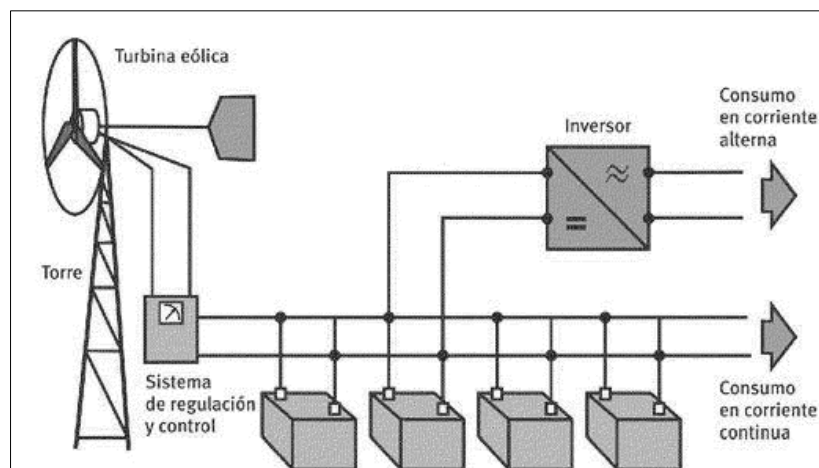 Turbina eólica
Inversor
Consumo
en corriente
alterna
Torre
Sistema
de regulación
y control
Consumo
en corriente
continua